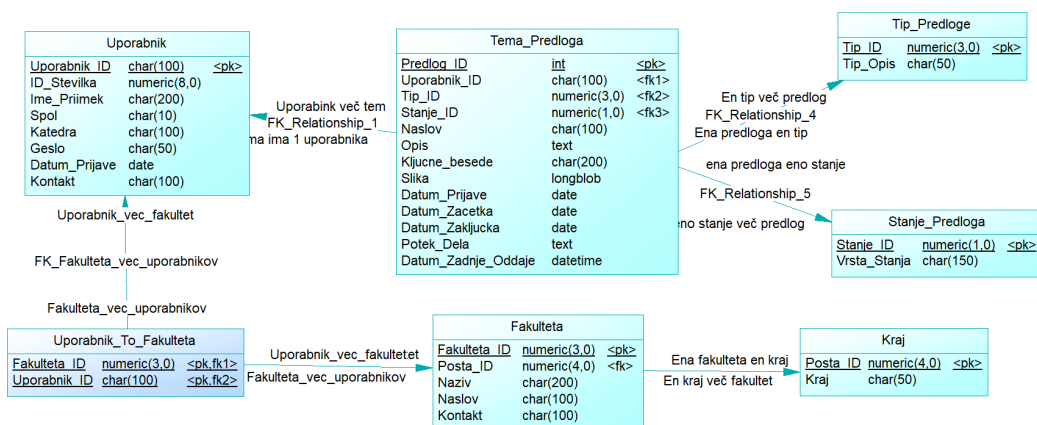 Uporabnik
Uporabnik_ID char(100) <pk>
ID_Stevilka numeric(8,0)
Ime_Priimek char(200)
Spol char(10)
Katedra char(100)
Geslo char(50)
Datum_Prijave date
Kontakt char(100)
Uporabink več tem
FK_Relationship_1
ma ima 1 uporabnika
Tema_Predloga
Predlog_ID int <pk>
Uporabnik_ID char(100) <fk1>
Tip_ID numeric(3,0) <fk2>
Stanje_ID numeric(1,0) <fk3>
Naslov char(100)
Opis text
Kljucne_besede char(200)
Slika longblob
Datum_Prijave date
Datum_Zacetka date
Datum_Zakljucka date
Potek_Dela text
Datum_Zadnje_Oddaje datetime
Tip_Predloge
Tip_ID numeric(3,0) <pk>
Tip_Opis char(50)
En tip več predlog
FK_Relationship_4
Ena predloga en tip
ena predloga eno stanje
FK_Relationship_5
eno stanje več predlog
Stanje_Predloga
Stanje_ID numeric(1,0) <pk>
Vrsta_Stanja char(150)
Uporabnik_vec_fakultet
FK_Fakulteta_vec_uporabnikov
Fakulteta_vec_uporabnikov
Uporabnik_To_Fakulteta
Fakulteta_ID numeric(3,0) <pk,fk1>
Uporabnik_ID char(100) <pk,fk2>
Uporabnik_vec_fakultetet
Fakulteta_vec_uporabnikov
Fakulteta
Fakulteta_ID numeric(3,0) <pk>
Posta_ID numeric(4,0) <fk>
Naziv char(200)
Naslov char(100)
Kontakt char(100)
Ena fakulteta en kraj
En kraj več fakultet
Kraj
Posta_ID numeric(4,0) <pk>
Kraj char(50)